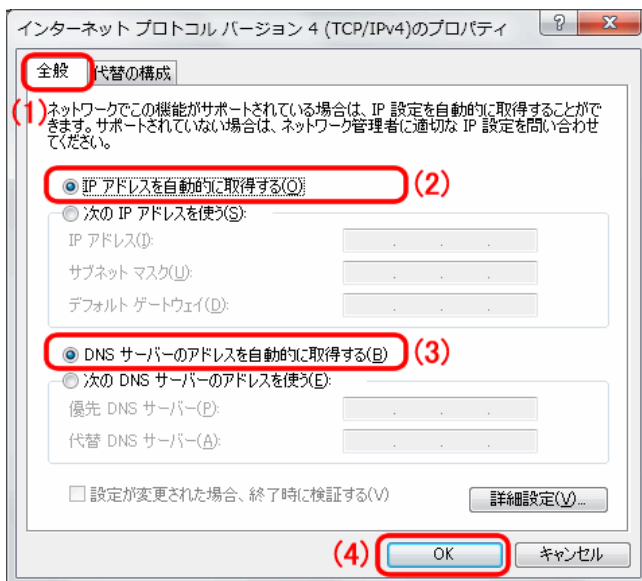 インターネット プロトコル バージョン 4 (TCP/IPv4)のプロパティ
全般 代替の構成
(1)
ネットワークでこの機能がサポートされている場合は、IP 設定を自動的に取得することがで
きます。サポートされていない場合は、ネットワーク管理者に適切な IP 設定を問い合わせ
てください。
IP アドレスを自動的に取得する(O) (2)
次の IP アドレスを使う(S):
IP アドレス(I):
サブネット マスク(U):
デフォルト ゲートウェイ(D):
DNS サーバーのアドレスを自動的に取得する(B) (3)
次の DNS サーバーのアドレスを使う(E):
優先 DNS サーバー(P):
代替 DNS サーバー(A):
設定が変更された場合、終了時に検証する(V)
詳細設定(V)...
(4) OK キャンセル